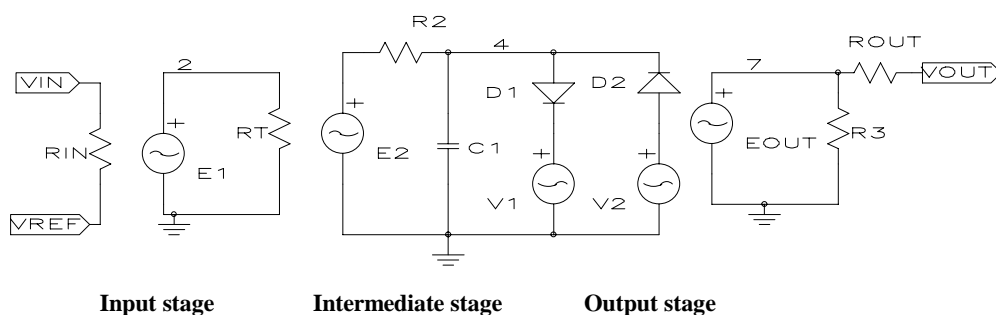 R2
4
ROUT
2
7
VIN
D1
D2
VOUT
RT
RIN
E1
E2
C1
EOUT
R3
V1
V2
VREF
Input stage
Intermediate stage
Output stage